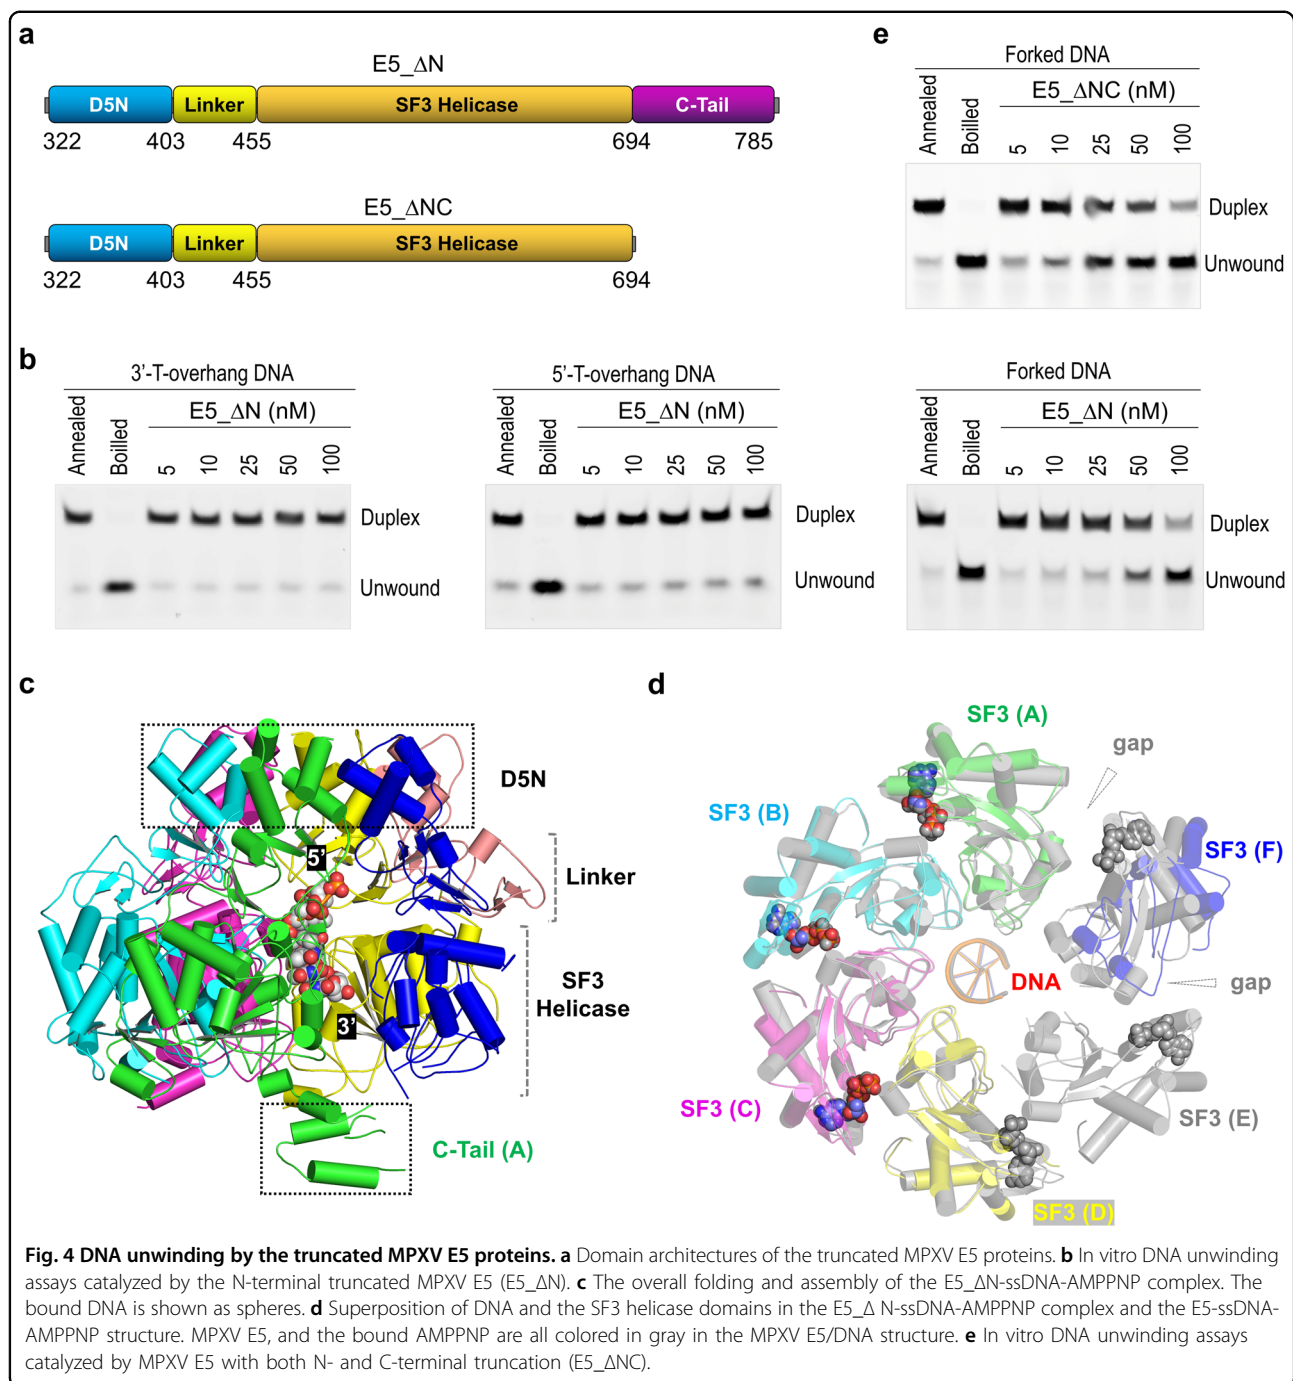 a
E5_ΔN
D5N Linker SF3 Helicase C-Tail
322 403 455 694 785
E5_ΔNC
D5N Linker SF3 Helicase
322 403 455 694
e
Forked DNA
E5_ΔNC (nM)
Annealed Boilled 5 10 25 50 100
Duplex
Unwound
b
3'-T-overhang DNA
E5_ΔN (nM)
Annealed Boilled 5 10 25 50 100
Duplex
Unwound
5'-T-overhang DNA
E5_ΔN (nM)
Annealed Boilled 5 10 25 50 100
Duplex
Unwound
Forked DNA
E5_ΔN (nM)
Annealed Boilled 5 10 25 50 100
Duplex
Unwound
c
D5N
5'
Linker
SF3
Helicase
3'
C-Tail (A)
d
SF3 (A)
gap
SF3 (B)
SF3 (F)
DNA
gap
SF3 (C)
SF3 (E)
SF3 (D)
Fig. 4 DNA unwinding by the truncated MPXV E5 proteins. a Domain architectures of the truncated MPXV E5 proteins. b In vitro DNA unwinding
assays catalyzed by the N-terminal truncated MPXV E5 (E5_ΔN). c The overall folding and assembly of the E5_ΔN-ssDNA-AMPPNP complex. The
bound DNA is shown as spheres. d Superposition of DNA and the SF3 helicase domains in the E5_Δ N-ssDNA-AMPPNP complex and the E5-ssDNA-
AMPPNP structure. MPXV E5, and the bound AMPPNP are all colored in gray in the MPXV E5/DNA structure. e In vitro DNA unwinding assays
catalyzed by MPXV E5 with both N- and C-terminal truncation (E5_ΔNC).